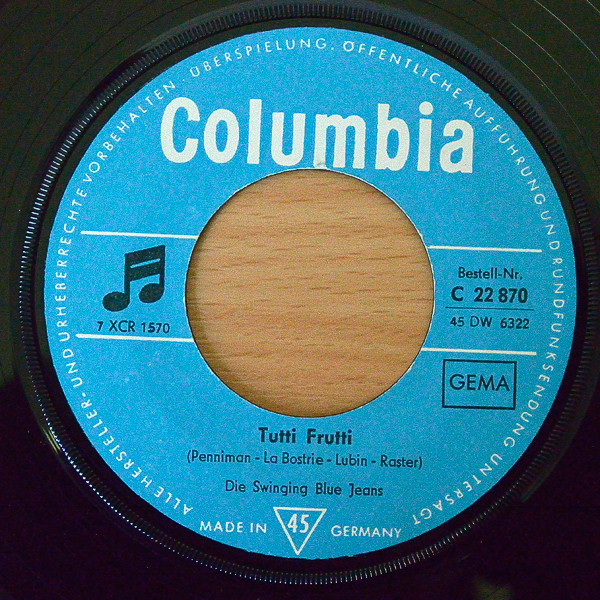 ALLE HERSTELLER- UND URHEBERRECHTE VORBEHALTEN. ÜBERSPIELUNG, ÖFFENTLICHE AUFFÜHRUNG UND RUNDFUNKSENDUNG UNTERSAGT
Columbia
7 XCR 1570
Bestell-Nr.
C 22 870
45 DW 6322
GEMA
Tutti Frutti
(Penniman - La Bostrie - Lubin - Raster)
Die Swinging Blue Jeans
MADE IN 45 GERMANY